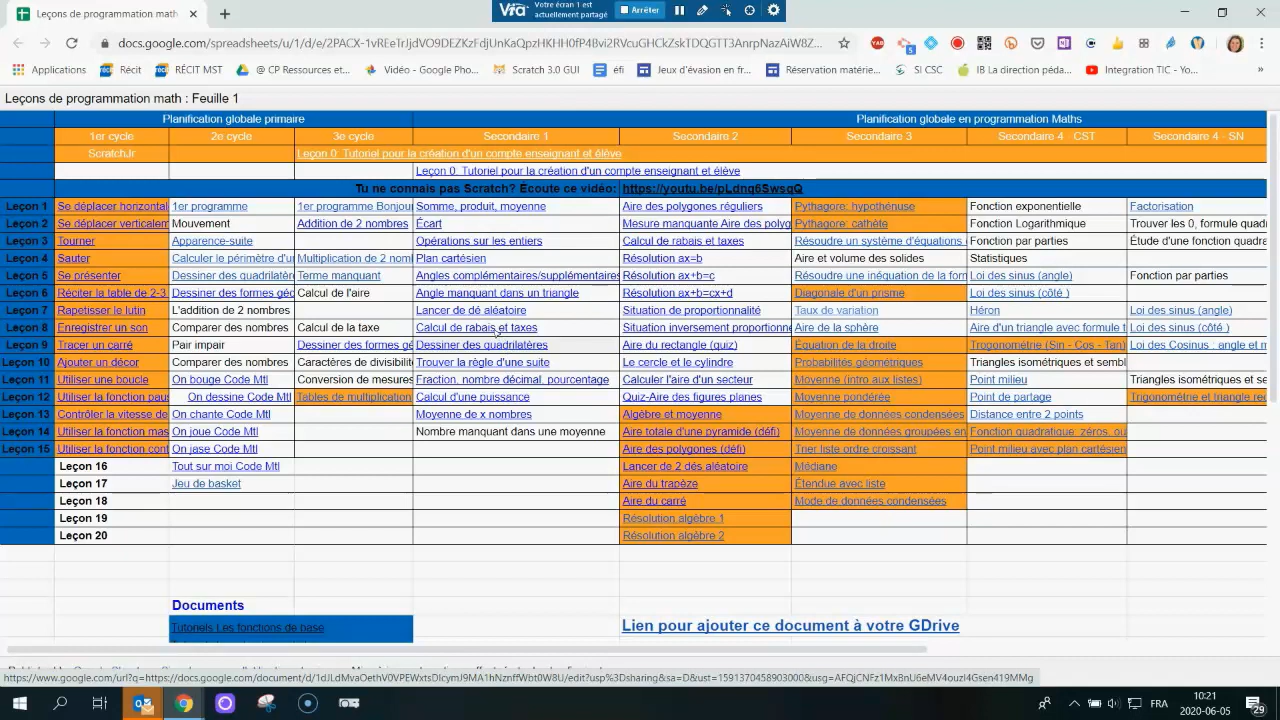 Leçons de programmation math
Votre écran 1 est
actuellement partagé
Arrêter
docs.google.com/spreadsheets/u/1/d/e/2PACX-1vREeTrJjdVO9DEZKzFdjUnKaQpzHKHH0fP4Bvi2RVcuGHCkZskTDQGTT3AnrpNazAiW8Z...
Applications Récit RÉCIT MST @ CP Ressources et... Vidéo - Google Pho... Scratch 3.0 GUI éfi Jeux d'évasion en fr... Réservation matérie... SI CSC IB La direction péda... Integration TIC - Yo...
Leçons de programmation math : Feuille 1
Planification globale primaire Planification globale en programmation Maths
1er cycle 2e cycle 3e cycle Secondaire 1 Secondaire 2 Secondaire 3 Secondaire 4 - CST Secondaire 4 - SN
ScratchJr Leçon 0: Tutoriel pour la création d'un compte enseignant et élève
Leçon 0: Tutoriel pour la création d'un compte enseignant et élève
Tu ne connais pas Scratch? Écoute ce vidéo: https://youtu.be/pLdnq6SwsqQ
Leçon 1 Se déplacer horizontal 1er programme 1er programme Bonjou Somme, produit, moyenne Aire des polygones réguliers Pythagore: hypothénuse Fonction exponentielle Factorisation
Leçon 2 Se déplacer verticalem Mouvement Addition de 2 nombres Écart Mesure manquante Aire des polyg Pythagore: cathète Fonction Logarithmique Trouver les 0, formule quad
Leçon 3 Tourner Apparence-suite Opérations sur les entiers Calcul de rabais et taxes Résoudre un système d'équations Fonction par parties Étude d'une fonction quadra
Leçon 4 Sauter Calculer le périmètre d'u Multiplication de 2 nom Plan cartésien Résolution ax=b Aire et volume des solides Statistiques
Leçon 5 Se présenter Dessiner des quadrilatèr Terme manquant Angles complémentaires/supplémentaires Résolution ax+b=c Résoudre une inéquation de la for Loi des sinus (angle) Fonction par parties
Leçon 6 Réciter la table de 2-3 Dessiner des formes géo Calcul de l'aire Angle manquant dans un triangle Résolution ax+b=cx+d Diagonale d'un prisme Loi des sinus (côté )
Leçon 7 Rapetisser le lutin L'addition de 2 nombres Lancer de dé aléatoire Situation de proportionnalité Taux de variation Héron Loi des sinus (angle)
Leçon 8 Enregistrer un son Comparer des nombres Calcul de la taxe Calcul de rabais et taxes Situation inversement proportionne Aire de la sphère Aire d'un triangle avec formule t Loi des sinus (côté )
Leçon 9 Tracer un carré Pair impair Dessiner des formes gé Dessiner des quadrilatères Aire du rectangle (quiz) Équation de la droite Trogonométrie (Sin - Cos - Tan) Loi des Cosinus : angle et m
Leçon 10 Ajouter un décor Comparer des nombres Caractères de divisibilit Trouver la règle d'une suite Le cercle et le cylindre Probabilités géométriques Triangles isométriques et sembl
Leçon 11 Utiliser une boucle On bouge Code Mtl Conversion de mesures Fraction, nombre décimal, pourcentage Calculer l'aire d'un secteur Moyenne (intro aux listes) Point milieu Triangles isométriques et se
Leçon 12 Utiliser la fonction pau On dessine Code Mtl Tables de multiplication Calcul d'une puissance Quiz-Aire des figures planes Moyenne pondérée Point de partage Trigonométrie et triangle rec
Leçon 13 Contrôler la vitesse de On chante Code Mtl Moyenne de x nombres Algèbre et moyenne Moyenne de données condensées Distance entre 2 points
Leçon 14 Utiliser la fonction mas On joue Code Mtl Nombre manquant dans une moyenne Aire totale d'une pyramide (défi) Moyenne de données groupées en Fonction quadratique: zéros, ou
Leçon 15 Utiliser la fonction cont On jase Code Mtl Aire des polygones (défi) Trier liste ordre croissant Point milieu avec plan cartésien
Leçon 16 Tout sur moi Code Mtl Lancer de 2 dés aléatoire Médiane
Leçon 17 Jeu de basket Aire du trapèze Étendue avec liste
Leçon 18 Aire du carré Mode de données condensées
Leçon 19 Résolution algèbre 1
Leçon 20 Résolution algèbre 2
Documents
Tutoriels Les fonctions de base
Lien pour ajouter ce document à votre GDrive
10:21
FRA
2020-06-05
29